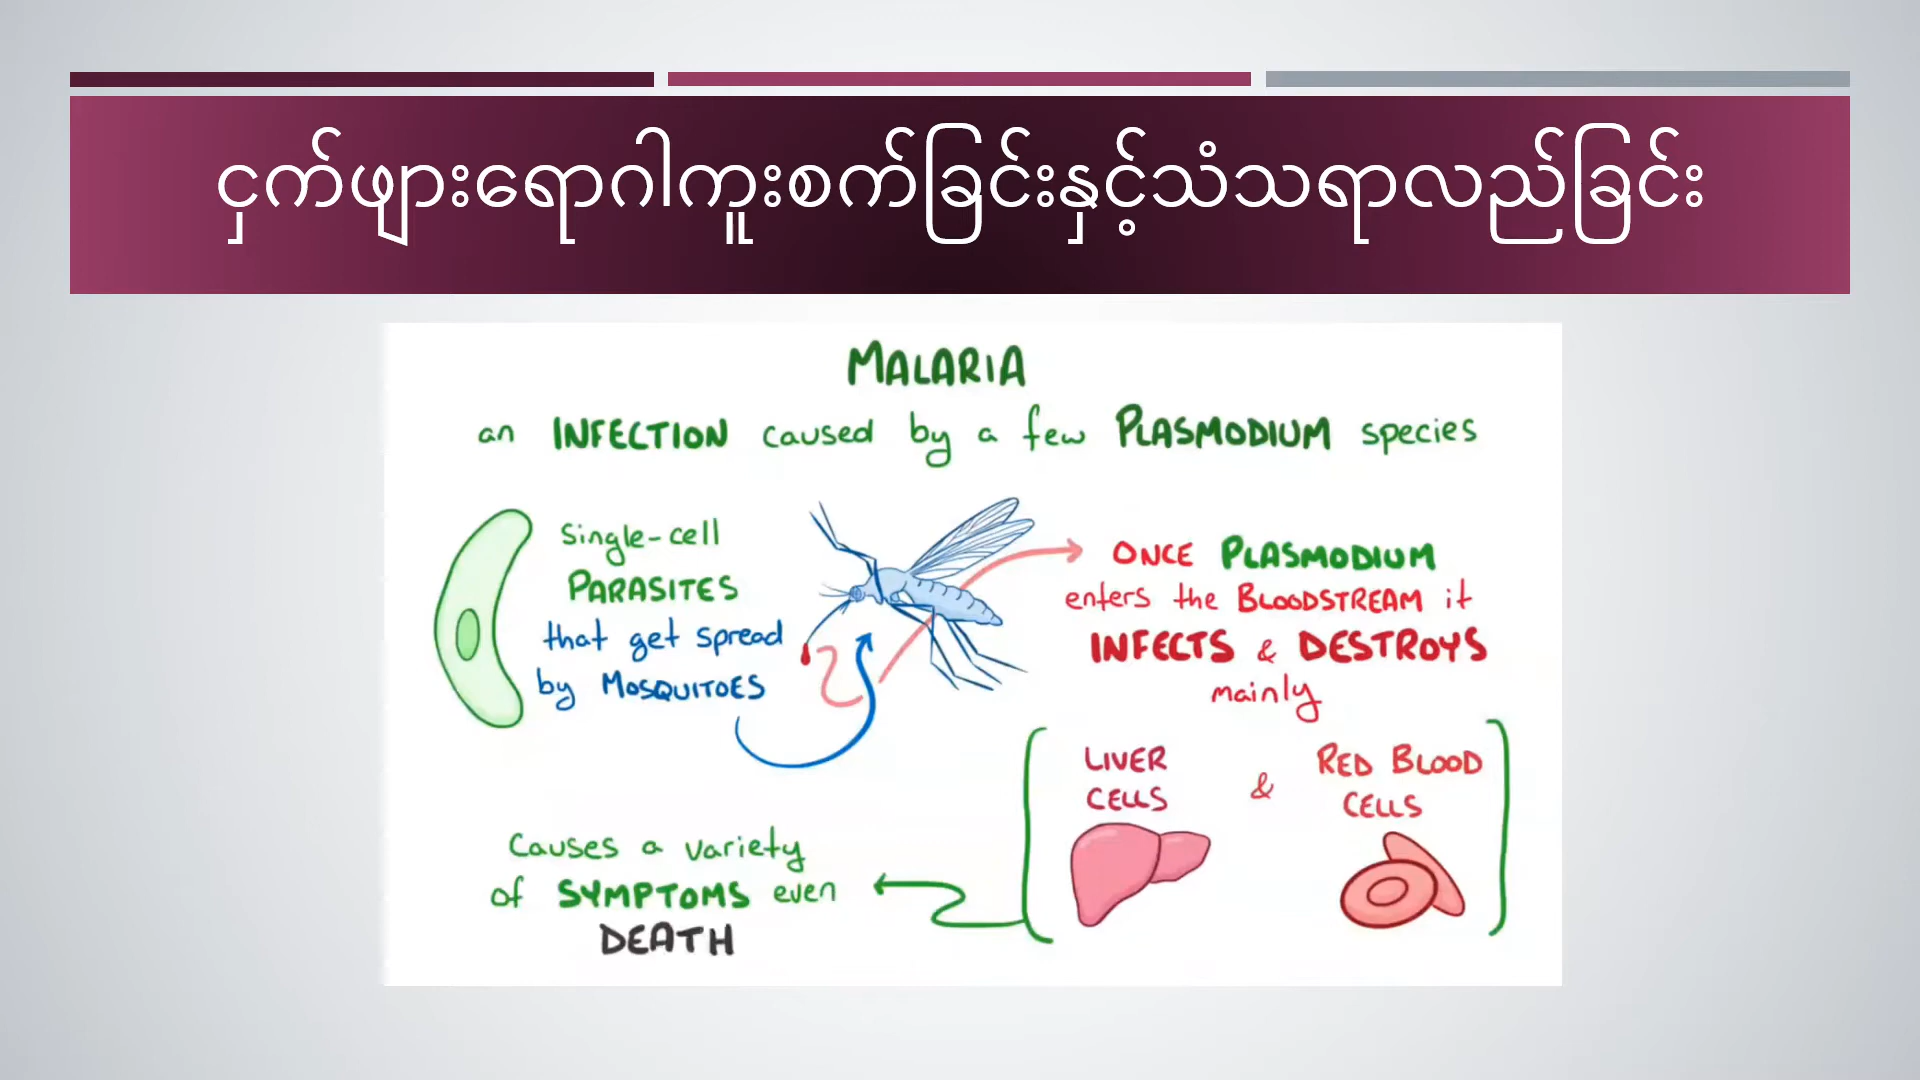 ငှက်ဖျားရောဂါကူးစက်ခြင်းနှင့်သံသရာလည်ခြင်း
MALARIA
an INFECTION caused by a few PLASMODIUM species
Single-cell
PARASITES
that get spread
by MOSQUITOES
ONCE PLASMODIUM
enters the BLOODSTREAM it
INFECTS & DESTROYS
mainly
LIVER
CELLS
&
RED BLOOD
CELLS
Causes a variety
of SYMPTOMS even
DEATH